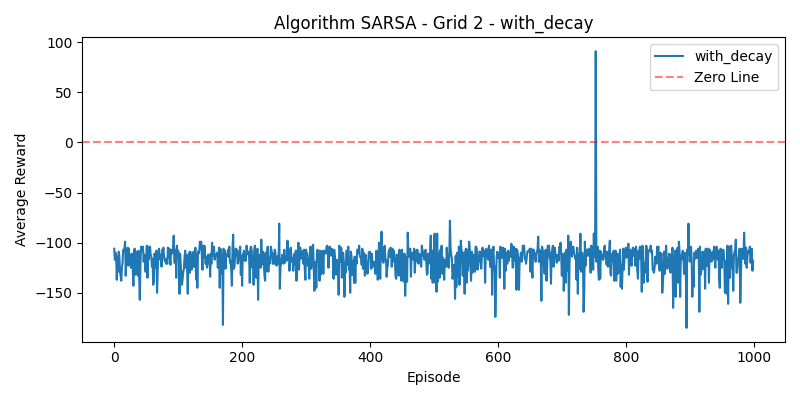 Algorithm SARSA - Grid 2 - with_decay
100
50
0
−50
−100
−150
Average Reward
with_decay
Zero Line
0 200 400 600 800 1000
Episode